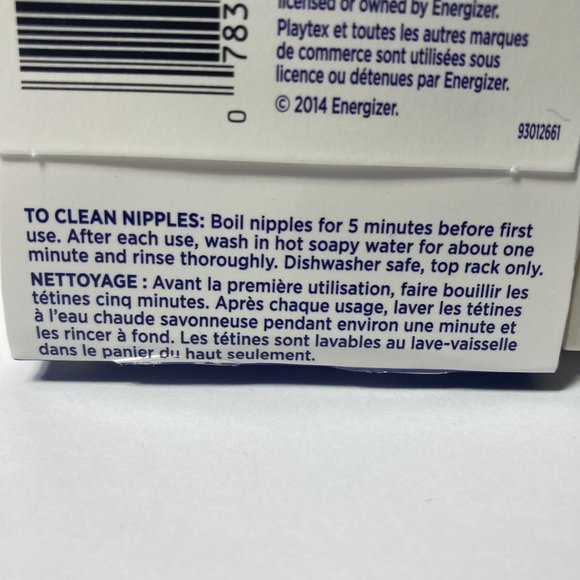 licensed or owned by Energizer.
Playtex et toutes les autres marques
de commerce sont utilisées sous
licence ou détenues par Energizer.
© 2014 Energizer.
0 783
93012661
TO CLEAN NIPPLES: Boil nipples for 5 minutes before first
use. After each use, wash in hot soapy water for about one
minute and rinse thoroughly. Dishwasher safe, top rack only.
NETTOYAGE : Avant la première utilisation, faire bouillir les
tétines cinq minutes. Après chaque usage, laver les tétines
à l'eau chaude savonneuse pendant environ une minute et
les rincer à fond. Les tétines sont lavables au lave-vaisselle
dans le panier du haut seulement.